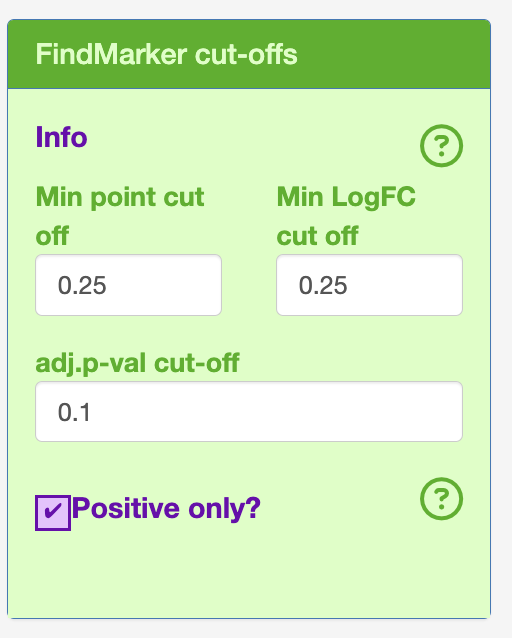 FindMarker cut-offs
Info
?
Min point cut
off
Min LogFC
cut off
0.25
0.25
adj.p-val cut-off
0.1
✔Positive only?
?